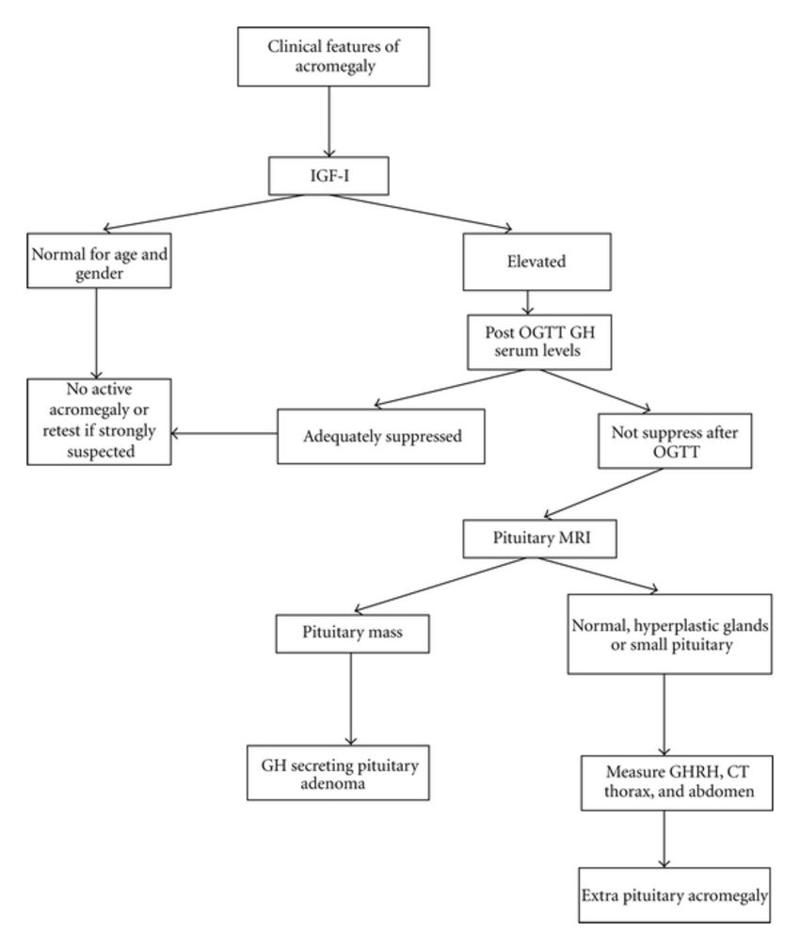 Clinical features of
acromegaly
IGF-I
Normal for age and
gender
Elevated
Post OGTT GH
serum levels
No active
acromegaly or
retest if strongly
suspected
Adequately suppressed
Not suppress after
OGTT
Pituitary MRI
Pituitary mass
Normal, hyperplastic glands
or small pituitary
GH secreting pituitary
adenoma
Measure GHRH, CT
thorax, and abdomen
Extra pituitary acromegaly